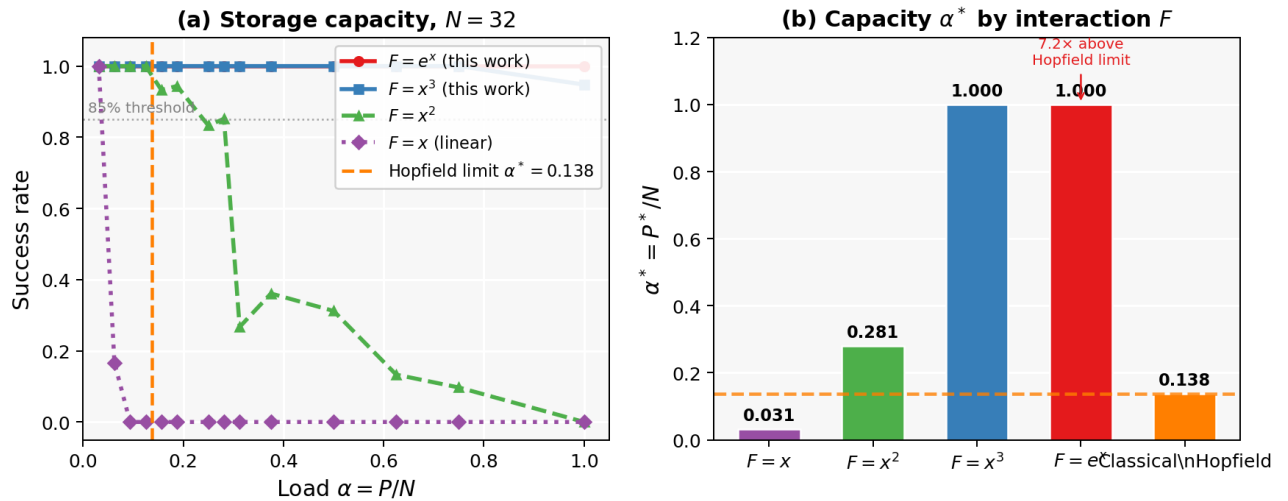 (a) Storage capacity, N = 32
1.0
0.8
0.6
0.4
0.2
0.0
Success rate
85% threshold
F = e^x (this work)
F = x^3 (this work)
F = x^2
F = x (linear)
Hopfield limit α* = 0.138
0.0 0.2 0.4 0.6 0.8 1.0
Load α = P/N
(b) Capacity α* by interaction F
7.2× above
Hopfield limit
1.2
1.0
0.8
0.6
0.4
0.2
0.0
α* = P*/N
0.031
0.281
1.000
1.000
0.138
F = x F = x^2 F = x^3 F = e^x Classical\nHopfield